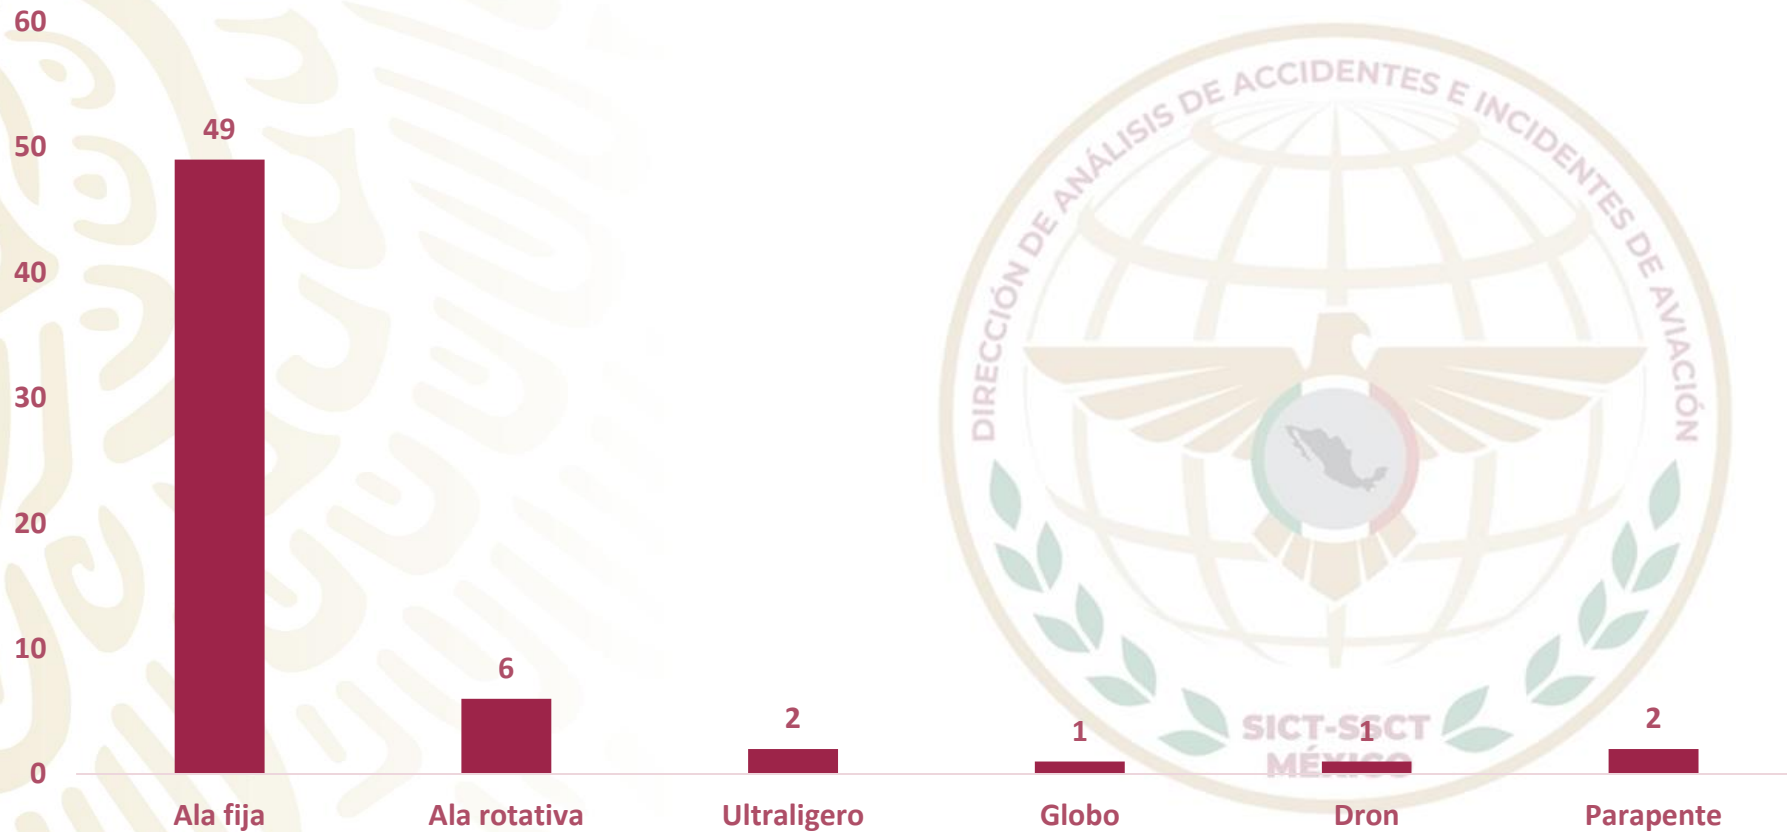 60
50
40
30
20
10
0
49
6
2
1
1
2
Ala fija
Ala rotativa
Ultraligero
Globo
Dron
Parapente
DIRECCIÓN DE ANÁLISIS DE ACCIDENTES E INCIDENTES DE AVIACIÓN
SICT-SSCT
MÉXICO